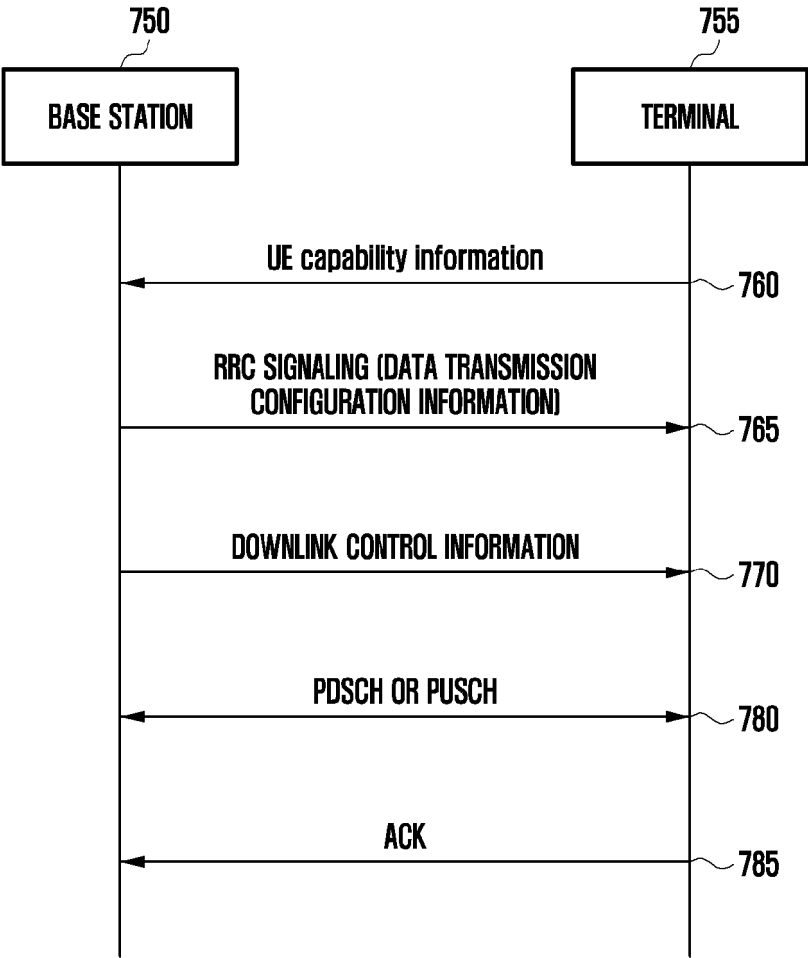 750
755
BASE STATION
TERMINAL
UE capability information
760
RRC SIGNALING (DATA TRANSMISSION
CONFIGURATION INFORMATION)
765
DOWNLINK CONTROL INFORMATION
770
PDSCH OR PUSCH
780
ACK
785